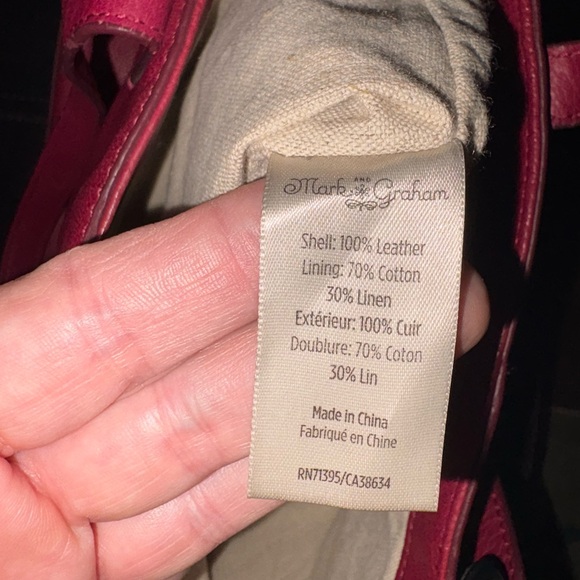 Mark AND Graham
Shell: 100% Leather
Lining: 70% Cotton
30% Linen
Extérieur: 100% Cuir
Doublure: 70% Coton
30% Lin
Made in China
Fabriqué en Chine
RN71395/CA38634